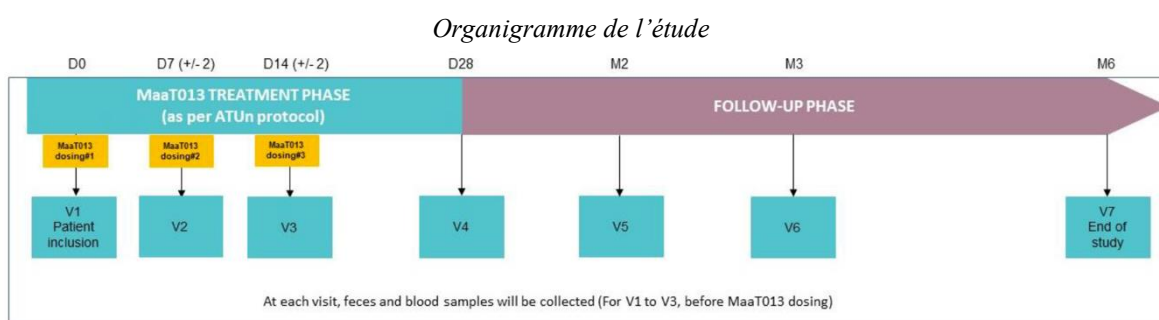 Organigramme de l’étude
D0 D7 (+/- 2) D14 (+/- 2) D28 M2 M3 M6
MaaT013 TREATMENT PHASE
(as per ATUn protocol)
FOLLOW-UP PHASE
MaaT013
dosing#1
MaaT013
dosing#2
MaaT013
dosing#3
V1
Patient
inclusion
V2
V3
V4
V5
V6
V7
End of
study
At each visit, feces and blood samples will be collected (For V1 to V3, before MaaT013 dosing)